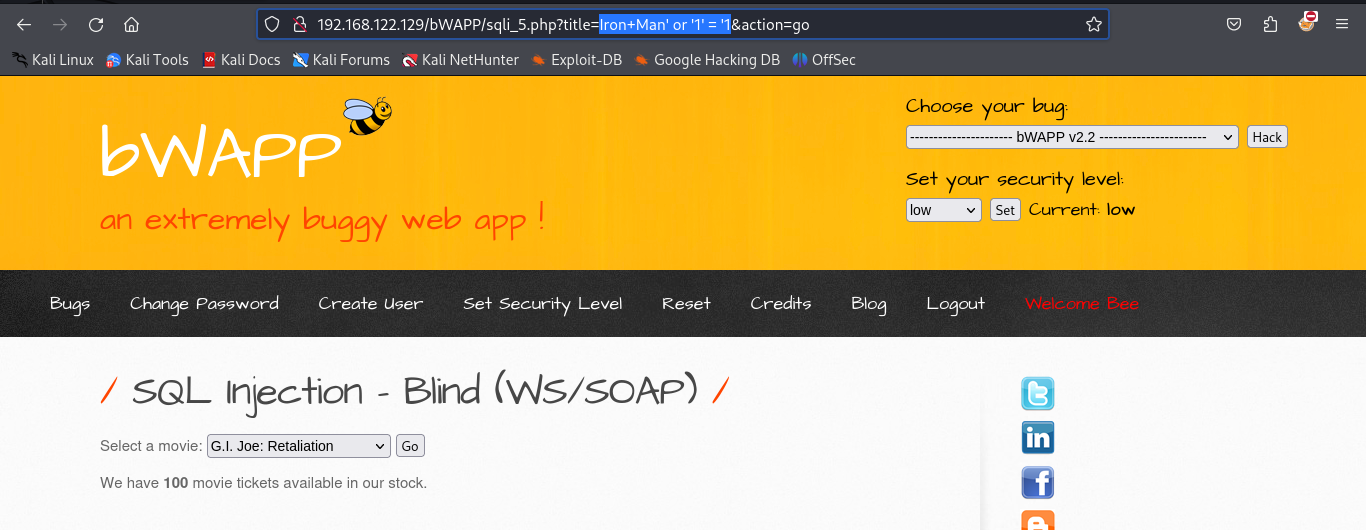 192.168.122.129/bWAPP/sqli_5.php?title=Iron+Man' or '1' = '1&action=go
Kali Linux Kali Tools Kali Docs Kali Forums Kali NetHunter Exploit-DB Google Hacking DB OffSec
bWAPP
an extremely buggy web app !
Choose your bug:
---------------------- bWAPP v2.2 ----------------------- Hack
Set your security level:
low Set Current: low
Bugs Change Password Create User Set Security Level Reset Credits Blog Logout Welcome Bee
/ SQL Injection - Blind (WS/SOAP) /
Select a movie: G.I. Joe: Retaliation Go
We have 100 movie tickets available in our stock.